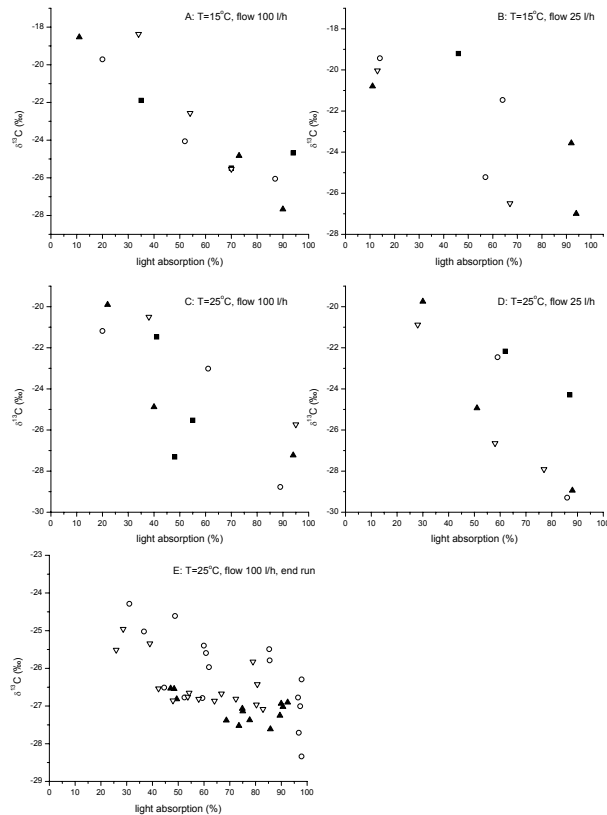 A: T=15°C, flow 100 l/h
-18
-20
-22
-24
-26
-28
δ¹³C (‰)
0 10 20 30 40 50 60 70 80 90 100
light absorption (%)
B: T=15°C, flow 25 l/h
-18
-20
-22
-24
-26
-28
δ¹³C (‰)
0 10 20 30 40 50 60 70 80 90 100
light absorption (%)
C: T=25°C, flow 100 l/h
-20
-22
-24
-26
-28
-30
δ¹³C (‰)
0 10 20 30 40 50 60 70 80 90 100
light absorption (%)
D: T=25°C, flow 25 l/h
-20
-22
-24
-26
-28
-30
δ¹³C (‰)
0 10 20 30 40 50 60 70 80 90 100
light absorption (%)
E: T=25°C, flow 100 l/h, end run
-23
-24
-25
-26
-27
-28
-29
δ¹³C (‰)
0 10 20 30 40 50 60 70 80 90 100
light absorption (%)